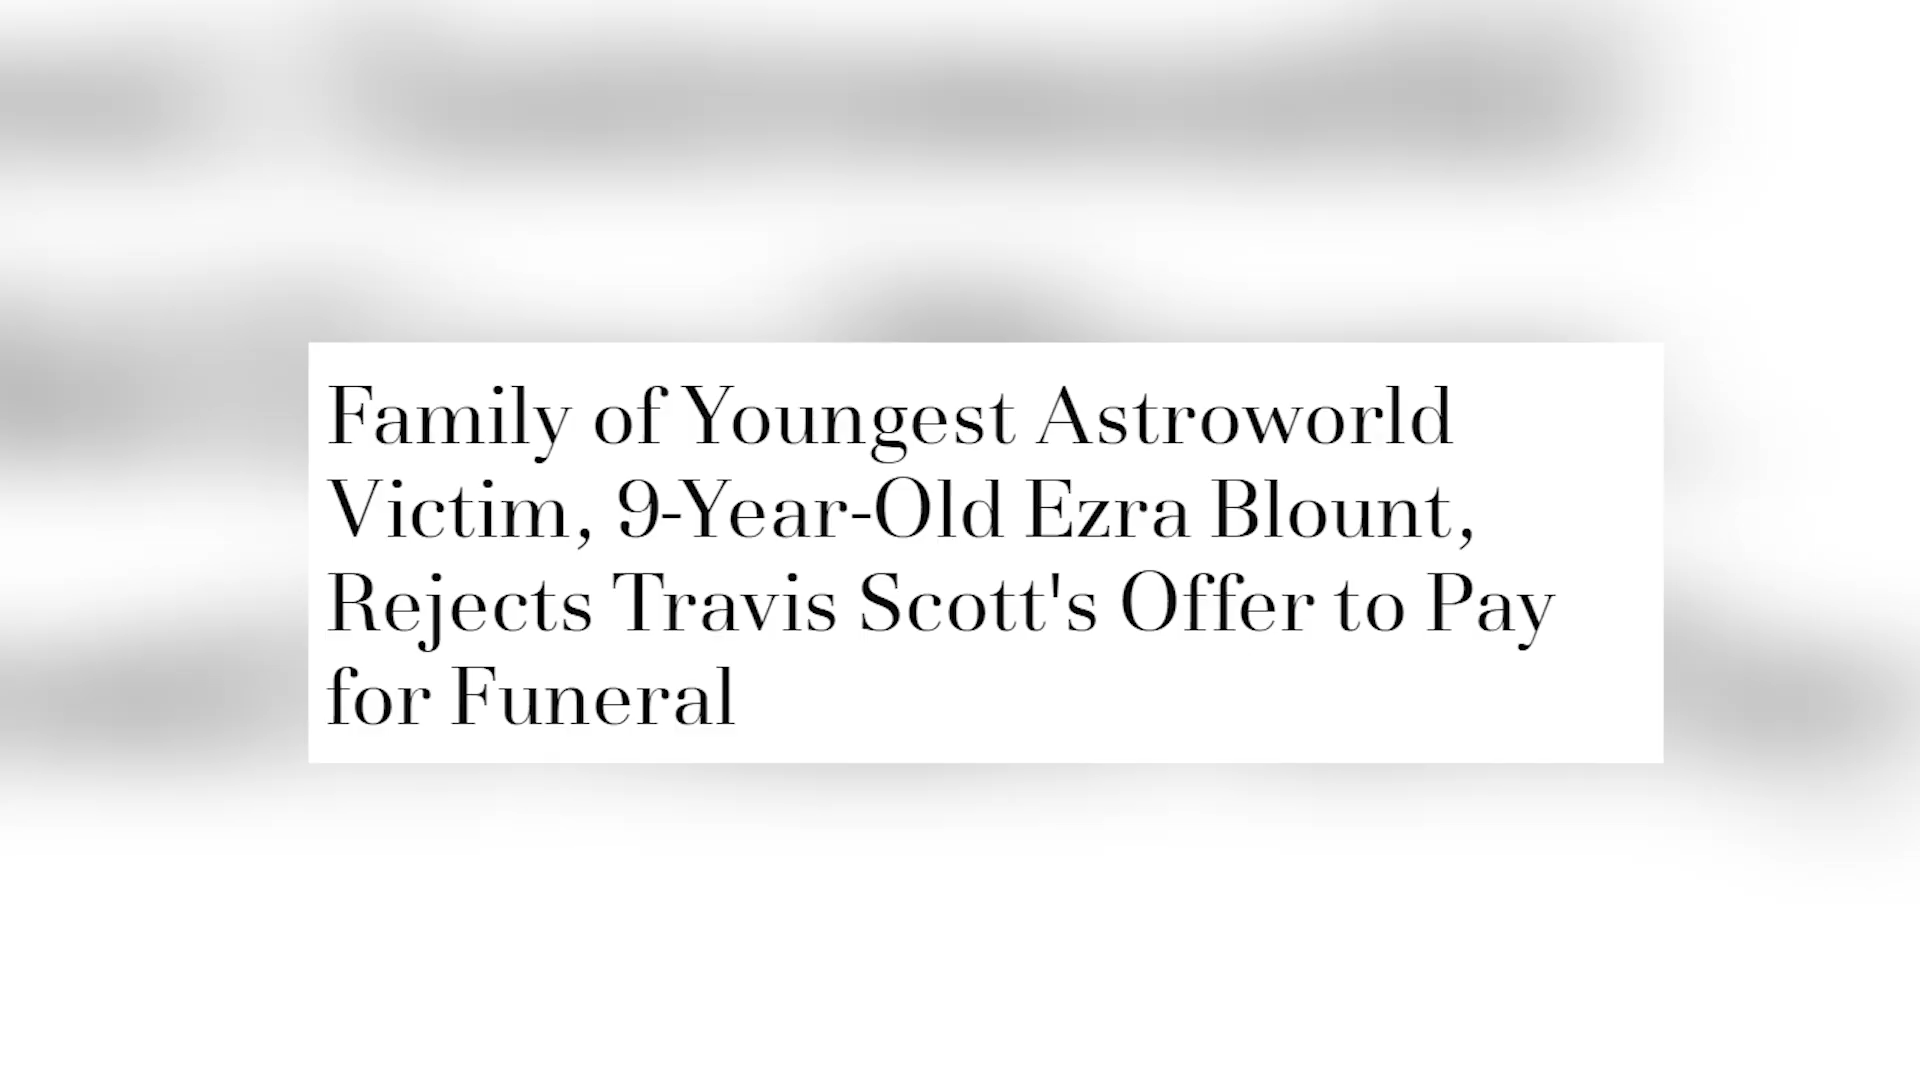 Family of Youngest Astroworld
Victim, 9-Year-Old Ezra Blount,
Rejects Travis Scott's Offer to Pay
for Funeral